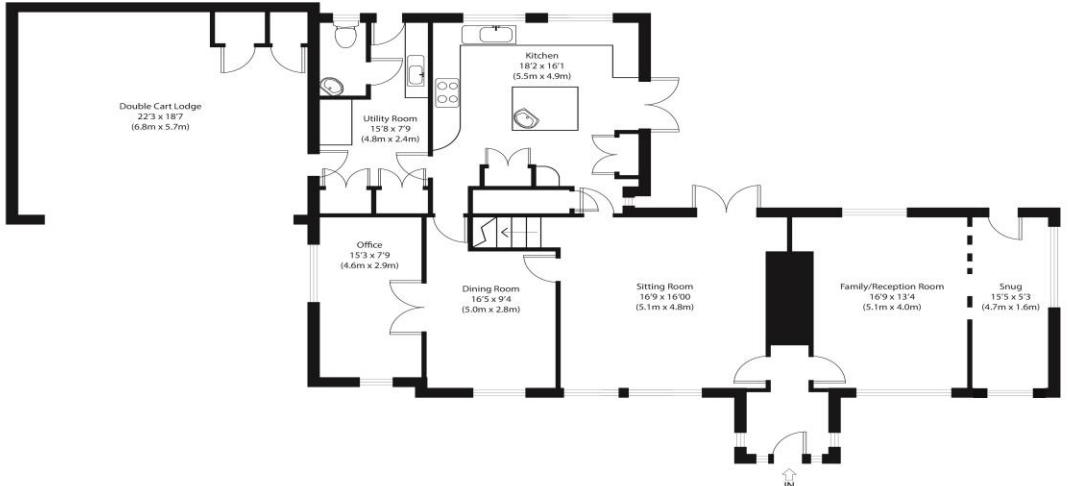 Double Cart Lodge
22'3 x 18'7
(6.8m x 5.7m)
Utility Room
15'8 x 7'9
(4.8m x 2.4m)
Kitchen
18'2 x 16'1
(5.5m x 4.9m)
Office
15'3 x 7'9
(4.6m x 2.9m)
Dining Room
16'5 x 9'4
(5.0m x 2.8m)
Sitting Room
16'9 x 16'00
(5.1m x 4.8m)
Family/Reception Room
16'9 x 13'4
(5.1m x 4.0m)
Snug
15'5 x 5'3
(4.7m x 1.6m)
IN